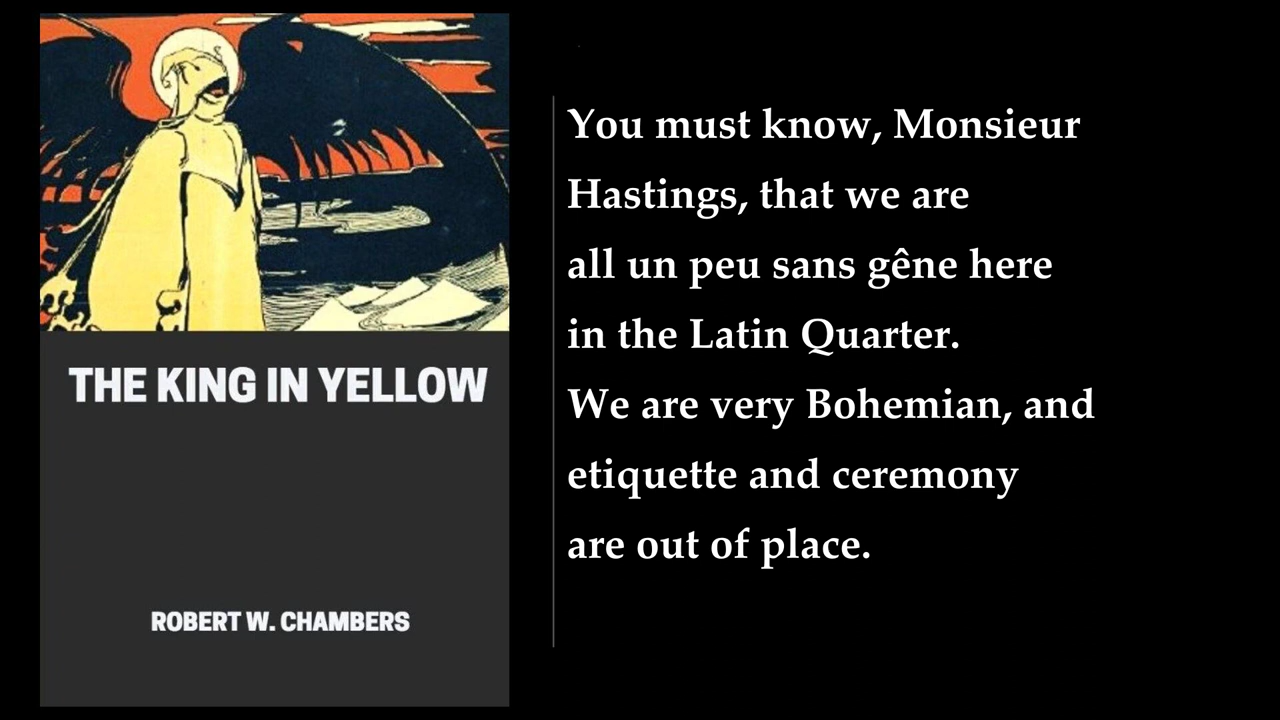 THE KING IN YELLOW
ROBERT W. CHAMBERS
You must know, Monsieur
Hastings, that we are
all un peu sans gêne here
in the Latin Quarter.
We are very Bohemian, and
etiquette and ceremony
are out of place.